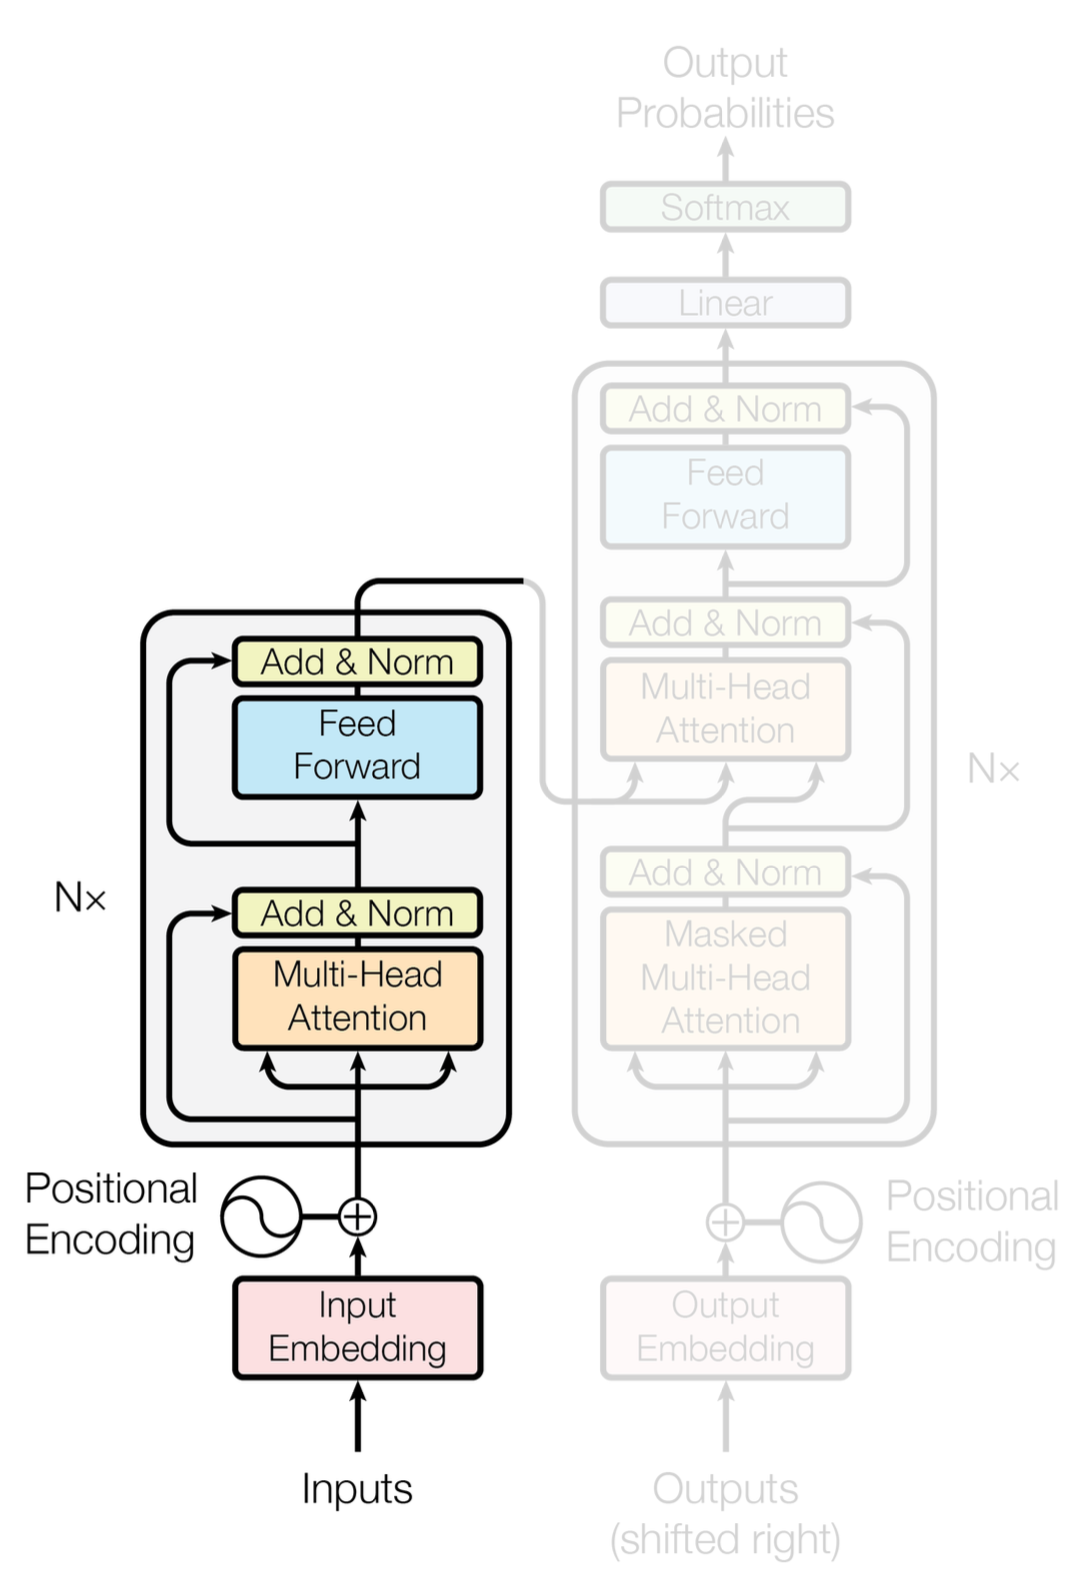 Output
Probabilities
Softmax
Linear
Add & Norm
Feed
Forward
Add & Norm
Multi-Head
Attention
Nx
Add & Norm
Masked
Multi-Head
Attention
Positional
Encoding
Output
Embedding
Outputs
(shifted right)
Add & Norm
Feed
Forward
Nx
Add & Norm
Multi-Head
Attention
Positional
Encoding
Input
Embedding
Inputs